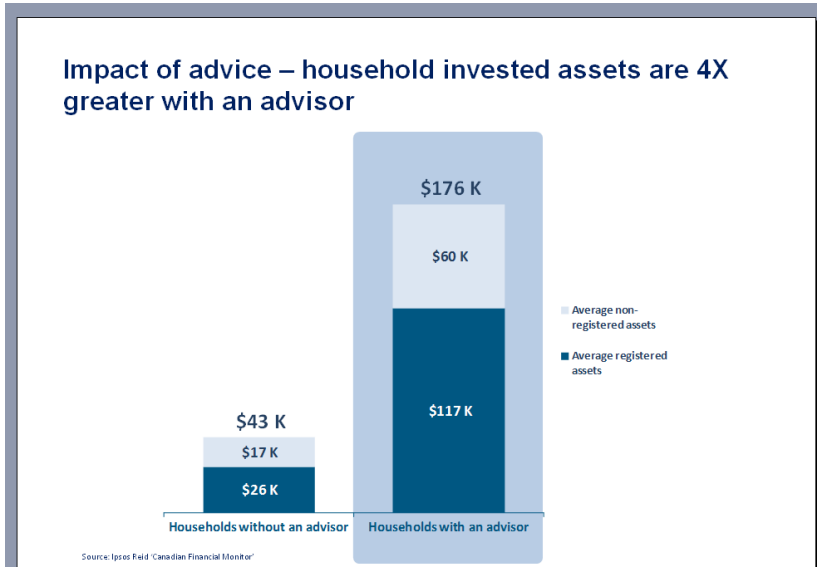 Impact of advice – household invested assets are 4X
greater with an advisor
$176 K
$60 K
Average non-
registered assets
Average registered
assets
$117 K
$43 K
$17 K
$26 K
Households without an advisor
Households with an advisor
Source: Ipsos Reid 'Canadian Financial Monitor'